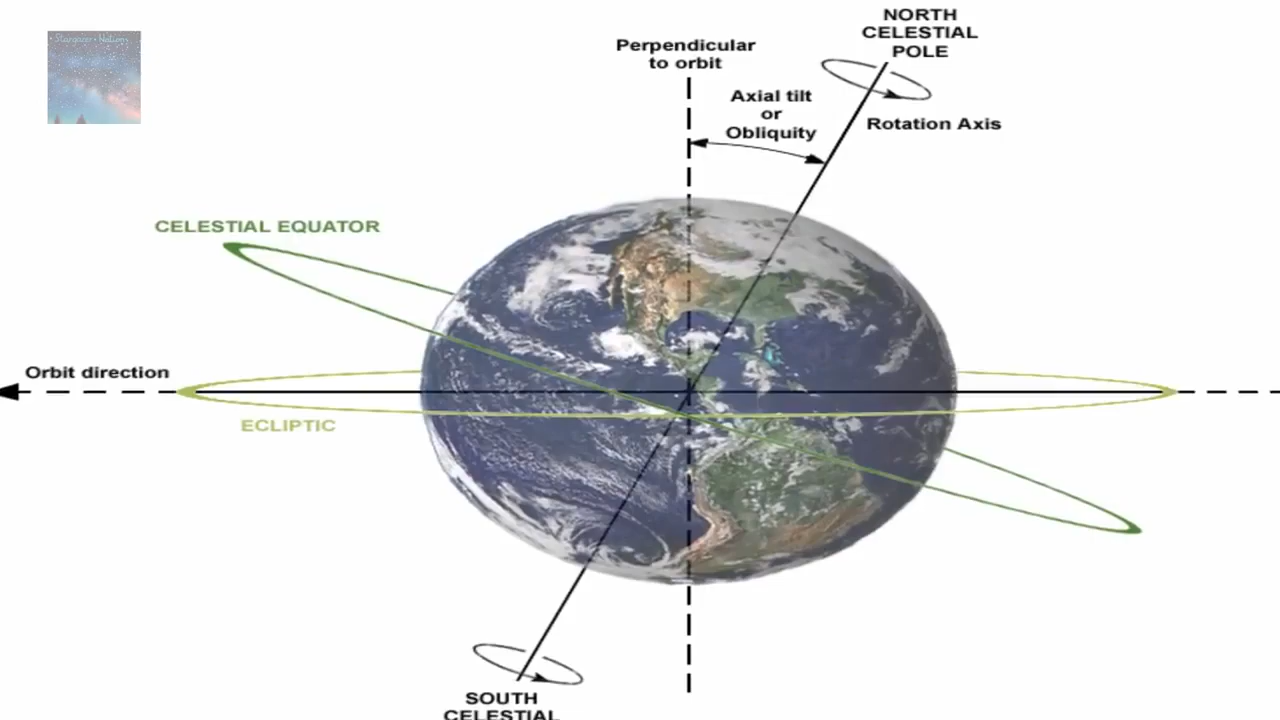 NORTH
CELESTIAL
POLE
Perpendicular
to orbit
Axial tilt
or
Obliquity
Rotation Axis
CELESTIAL EQUATOR
Orbit direction
ECLIPTIC
SOUTH
CELESTIAL